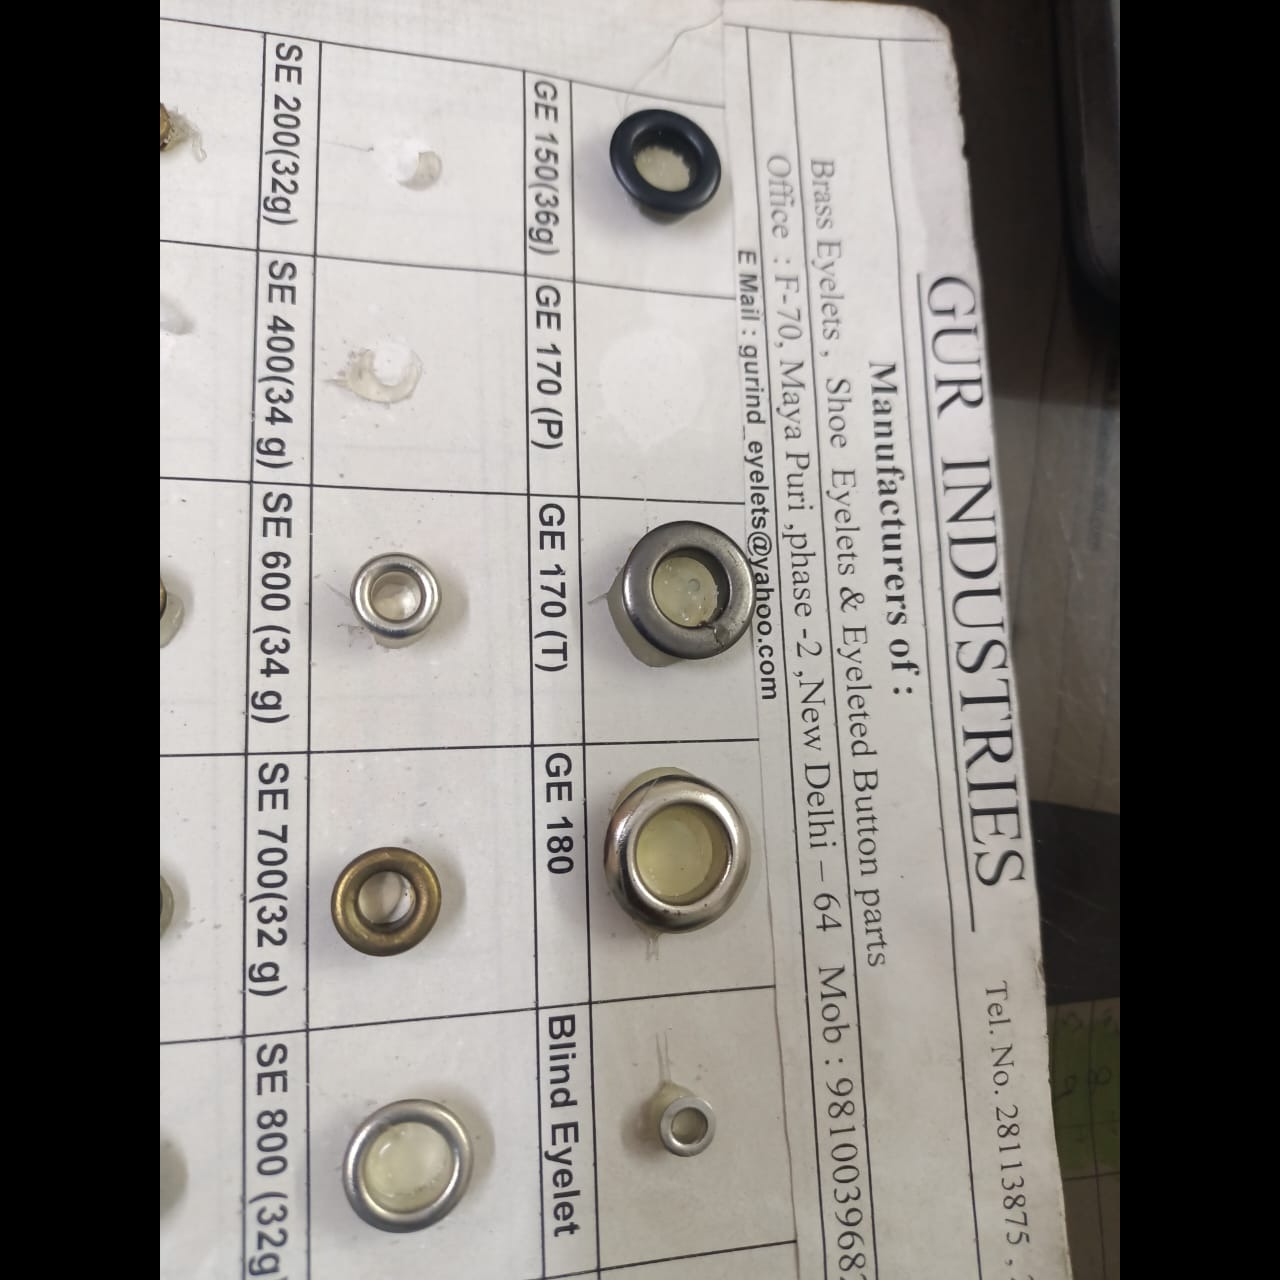 GUR INDUSTRIES
Tel. No. 28113875 ,
Manufacturers of :
Brass Eyelets , Shoe Eyelets & Eyeleted Button parts
Office : F-70, Maya Puri ,phase -2 ,New Delhi – 64 Mob : 981003968
E Mail : gurind_eyelets@yahoo.com
GE 150(36g) GE 170 (P) GE 170 (T) GE 180 Blind Eyelet
SE 200(32g) SE 400(34 g) SE 600 (34 g) SE 700(32 g) SE 800 (32g